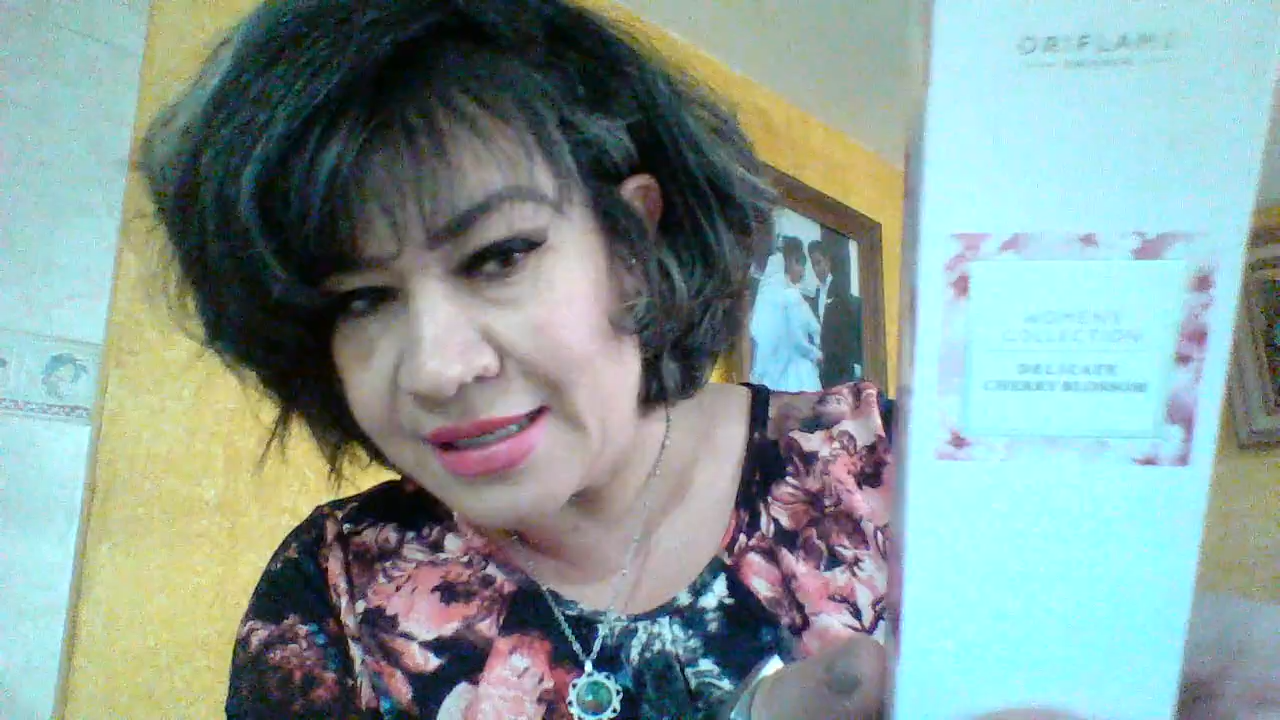 ORIFLAME
WOMEN'S
COLLECTION
DELICATE
CHERRY BLOSSOM